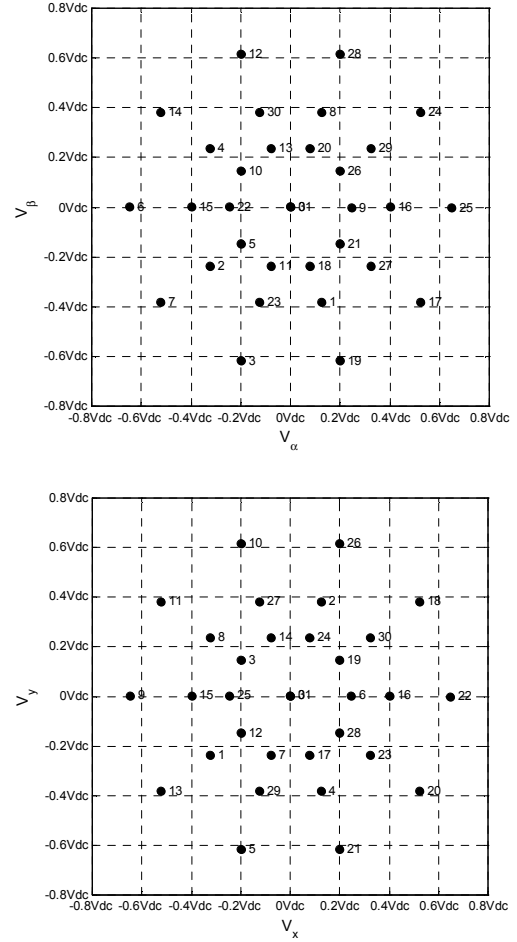 0.8Vdc
12 28
0.6Vdc
14 30 8 24
0.4Vdc
4 13 20 29
0.2Vdc
10 26
Vβ
0Vdc
6 15 22 31 9 16 25
5 21
-0.2Vdc
2 11 18 27
-0.4Vdc
7 23 1 17
-0.6Vdc
3 19
-0.8Vdc
-0.8Vdc -0.6Vdc -0.4Vdc -0.2Vdc 0Vdc 0.2Vdc 0.4Vdc 0.6Vdc 0.8Vdc
Vα
0.8Vdc
10 26
0.6Vdc
11 27 2 18
0.4Vdc
8 14 24 30
0.2Vdc
3 19
Vy
0Vdc
9 15 25 31 6 16 22
12 28
-0.2Vdc
1 7 17 23
-0.4Vdc
13 29 4 20
-0.6Vdc
5 21
-0.8Vdc
-0.8Vdc -0.6Vdc -0.4Vdc -0.2Vdc 0Vdc 0.2Vdc 0.4Vdc 0.6Vdc 0.8Vdc
Vx